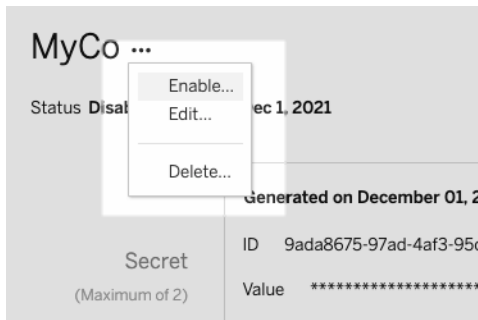 MyCo ...
Enable...
Status Disab ec 1, 2021
Edit...
Delete...
Generated on December 01, 2
ID 9ada8675-97ad-4af3-95c
Secret
(Maximum of 2)
Value ********************